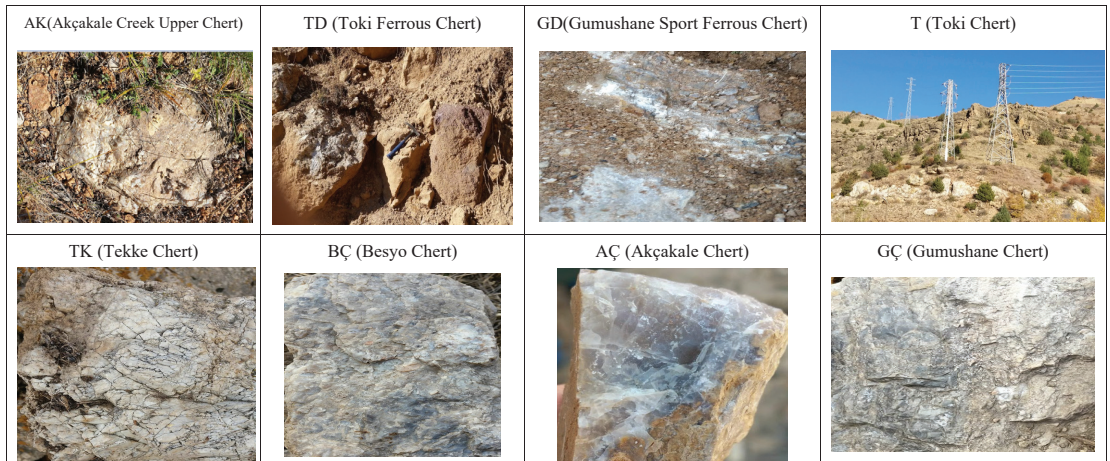 AK(Akçakale Creek Upper Chert)
TD (Toki Ferrous Chert)
GD(Gumushane Sport Ferrous Chert)
T (Toki Chert)
TK (Tekke Chert)
BÇ (Besyo Chert)
AÇ (Akçakale Chert)
GÇ (Gumushane Chert)